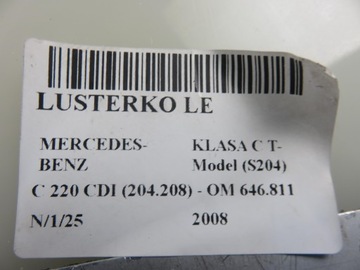 LUSTERKO LE
MERCEDES-BENZ KLASA C T-Model (S204)
C 220 CDI (204.208) - OM 646.811
N/1/25 2008